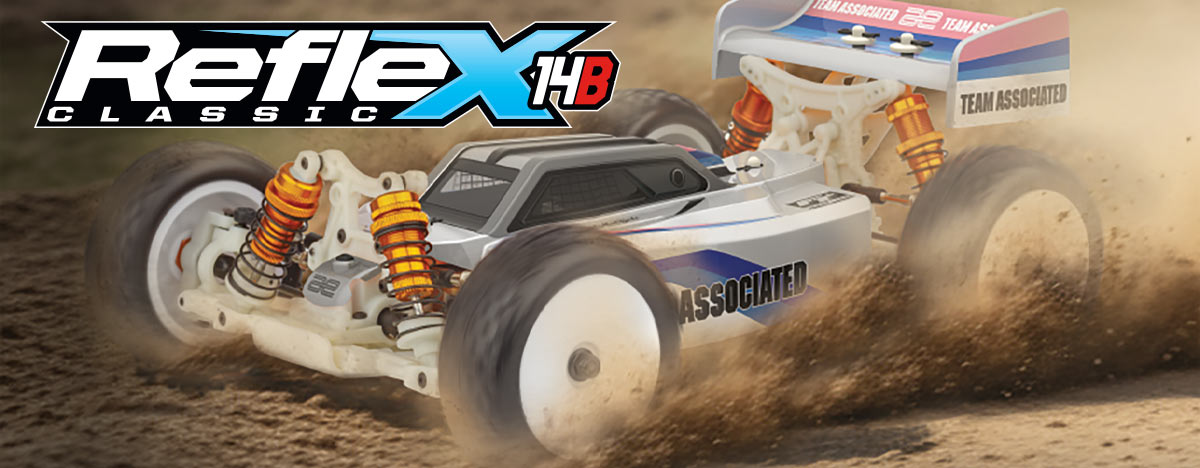 Reflex 14B
CLASSIC
TEAM ASSOCIATED
TEAM ASSOCIATED
TEAM ASSOCIATED
ASSOCIATED